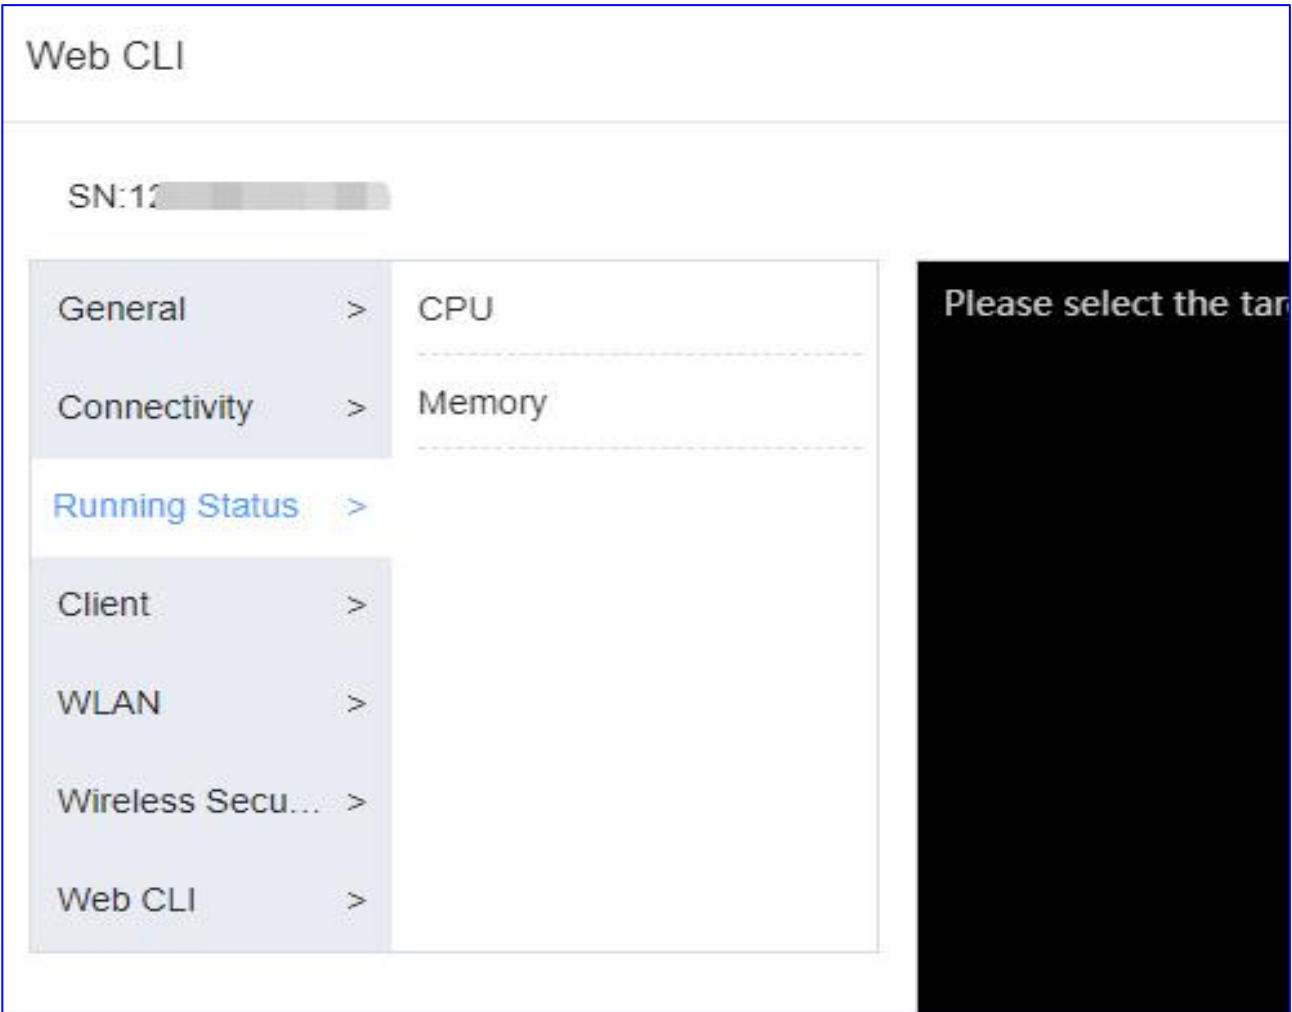 Web CLI
SN:12
General >
Connectivity >
Running Status >
Client >
WLAN >
Wireless Secu... >
Web CLI >
CPU
Memory
Please select the